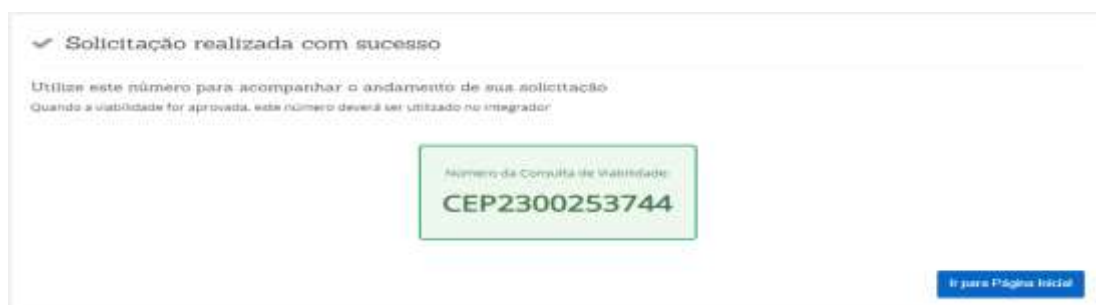 Solicitação realizada com sucesso
Utilize este número para acompanhar o andamento de sua solicitação
Quando a viabilidade for aprovada, este número deverá ser utilizado no integrador
Número da Consulta de Viabilidade:
CEP2300253744
Ir para Página Inicial